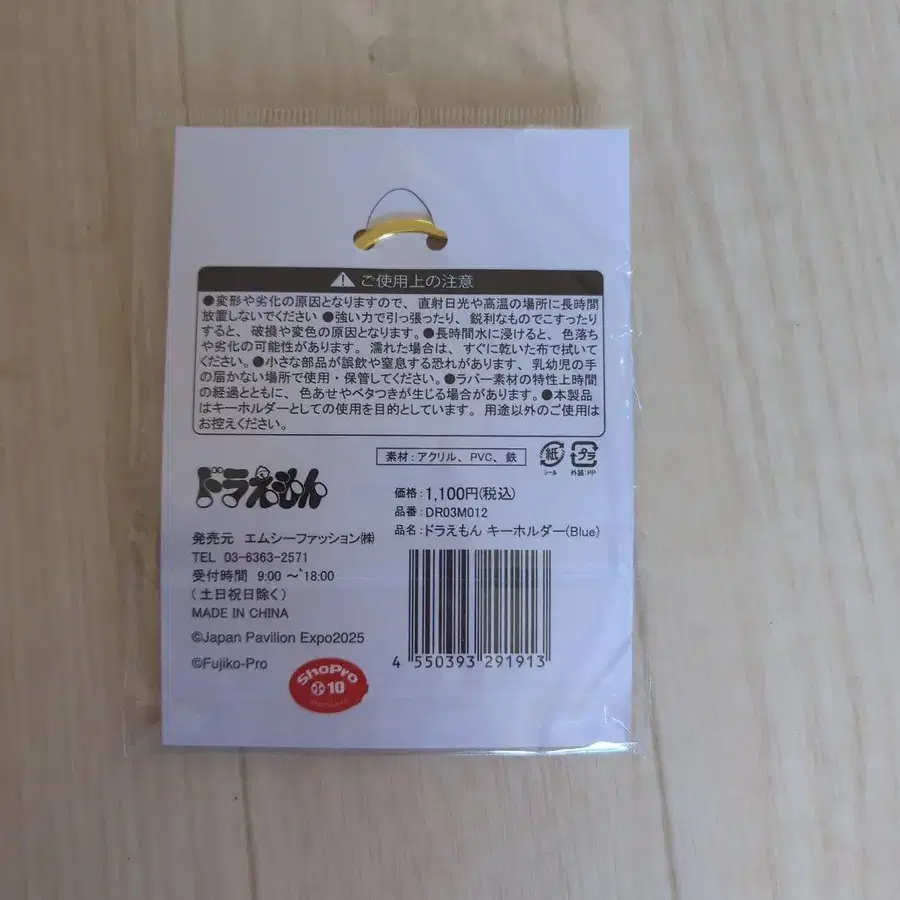 ご使用上の注意
●変形や劣化の原因となりますので、直射日光や高温の場所に長時間
放置しないでください ●強い力で引っ張ったり、鋭利なものでこすったり
すると、破損や変色の原因となります。●長時間水に浸けると、色落ち
や劣化の可能性があります。濡れた場合は、すぐに乾いた布で拭いて
ください。●小さな部品が誤飲や窒息する恐れがあります、乳幼児の手
の届かない場所で使用・保管してください。●ラバー素材の特性上時間
の経過とともに、色あせやベタつきが生じる場合があります。●本製品
はキーホルダーとしての使用を目的としています。用途以外のご使用は
お控えください。
素材:アクリル、PVC、鉄
紙
シール
プラ
外装:PP
ドラえもん
価格:1,100円(税込)
品番:DR03M012
品名:ドラえもん キーホルダー(Blue)
発売元 エムシーファッション㈱
TEL 03-6363-2571
受付時間 9:00 ~ 18:00
(土日祝日除く)
MADE IN CHINA
©Japan Pavilion Expo2025
©Fujiko-Pro
ShoPro
10
4 550393 291913